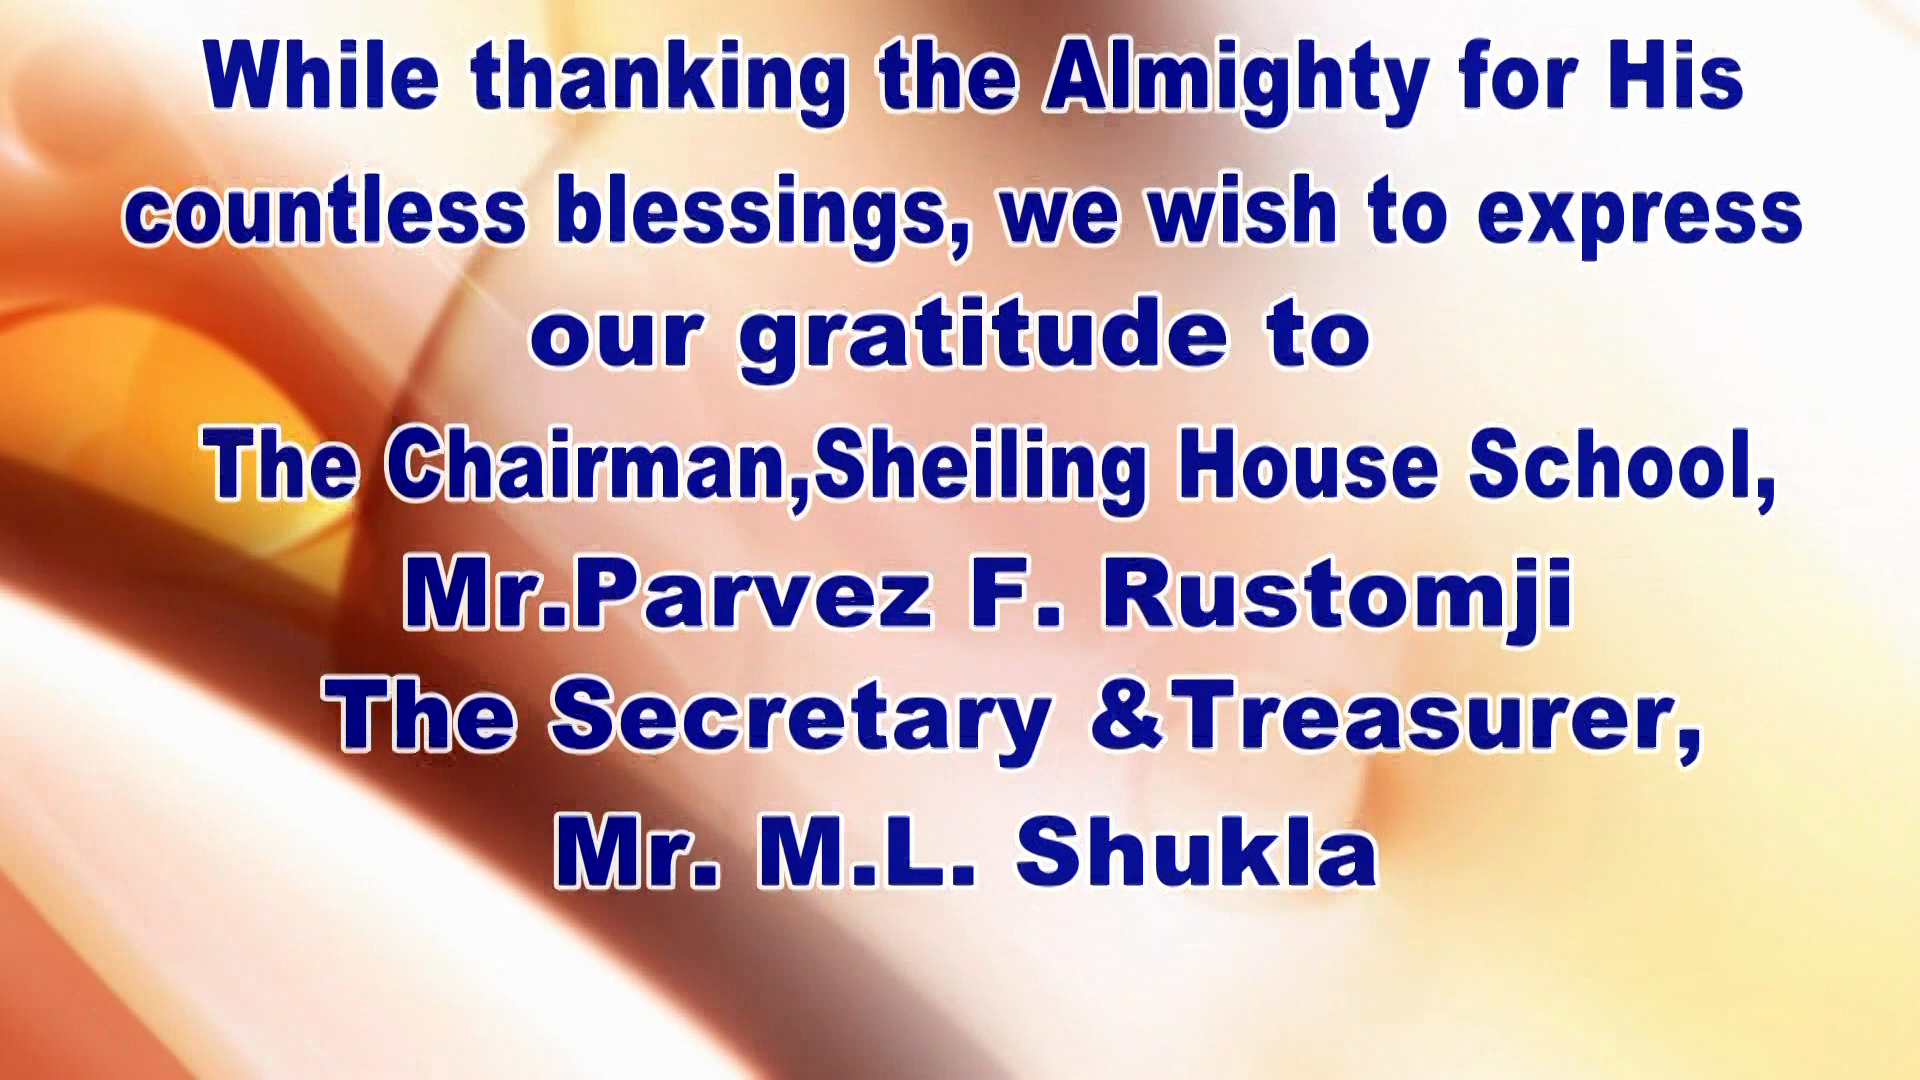 While thanking the Almighty for His
countless blessings, we wish to express
our gratitude to
The Chairman,Sheiling House School,
Mr.Parvez F. Rustomji
The Secretary &Treasurer,
Mr. M.L. Shukla